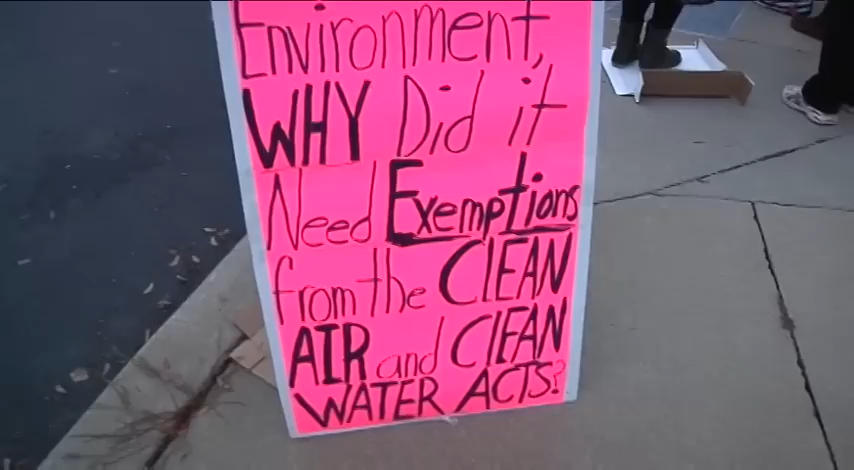 Environment,
WHY Did it
Need Exemptions
from the CLEAN
AIR and CLEAN
WATER ACTS?